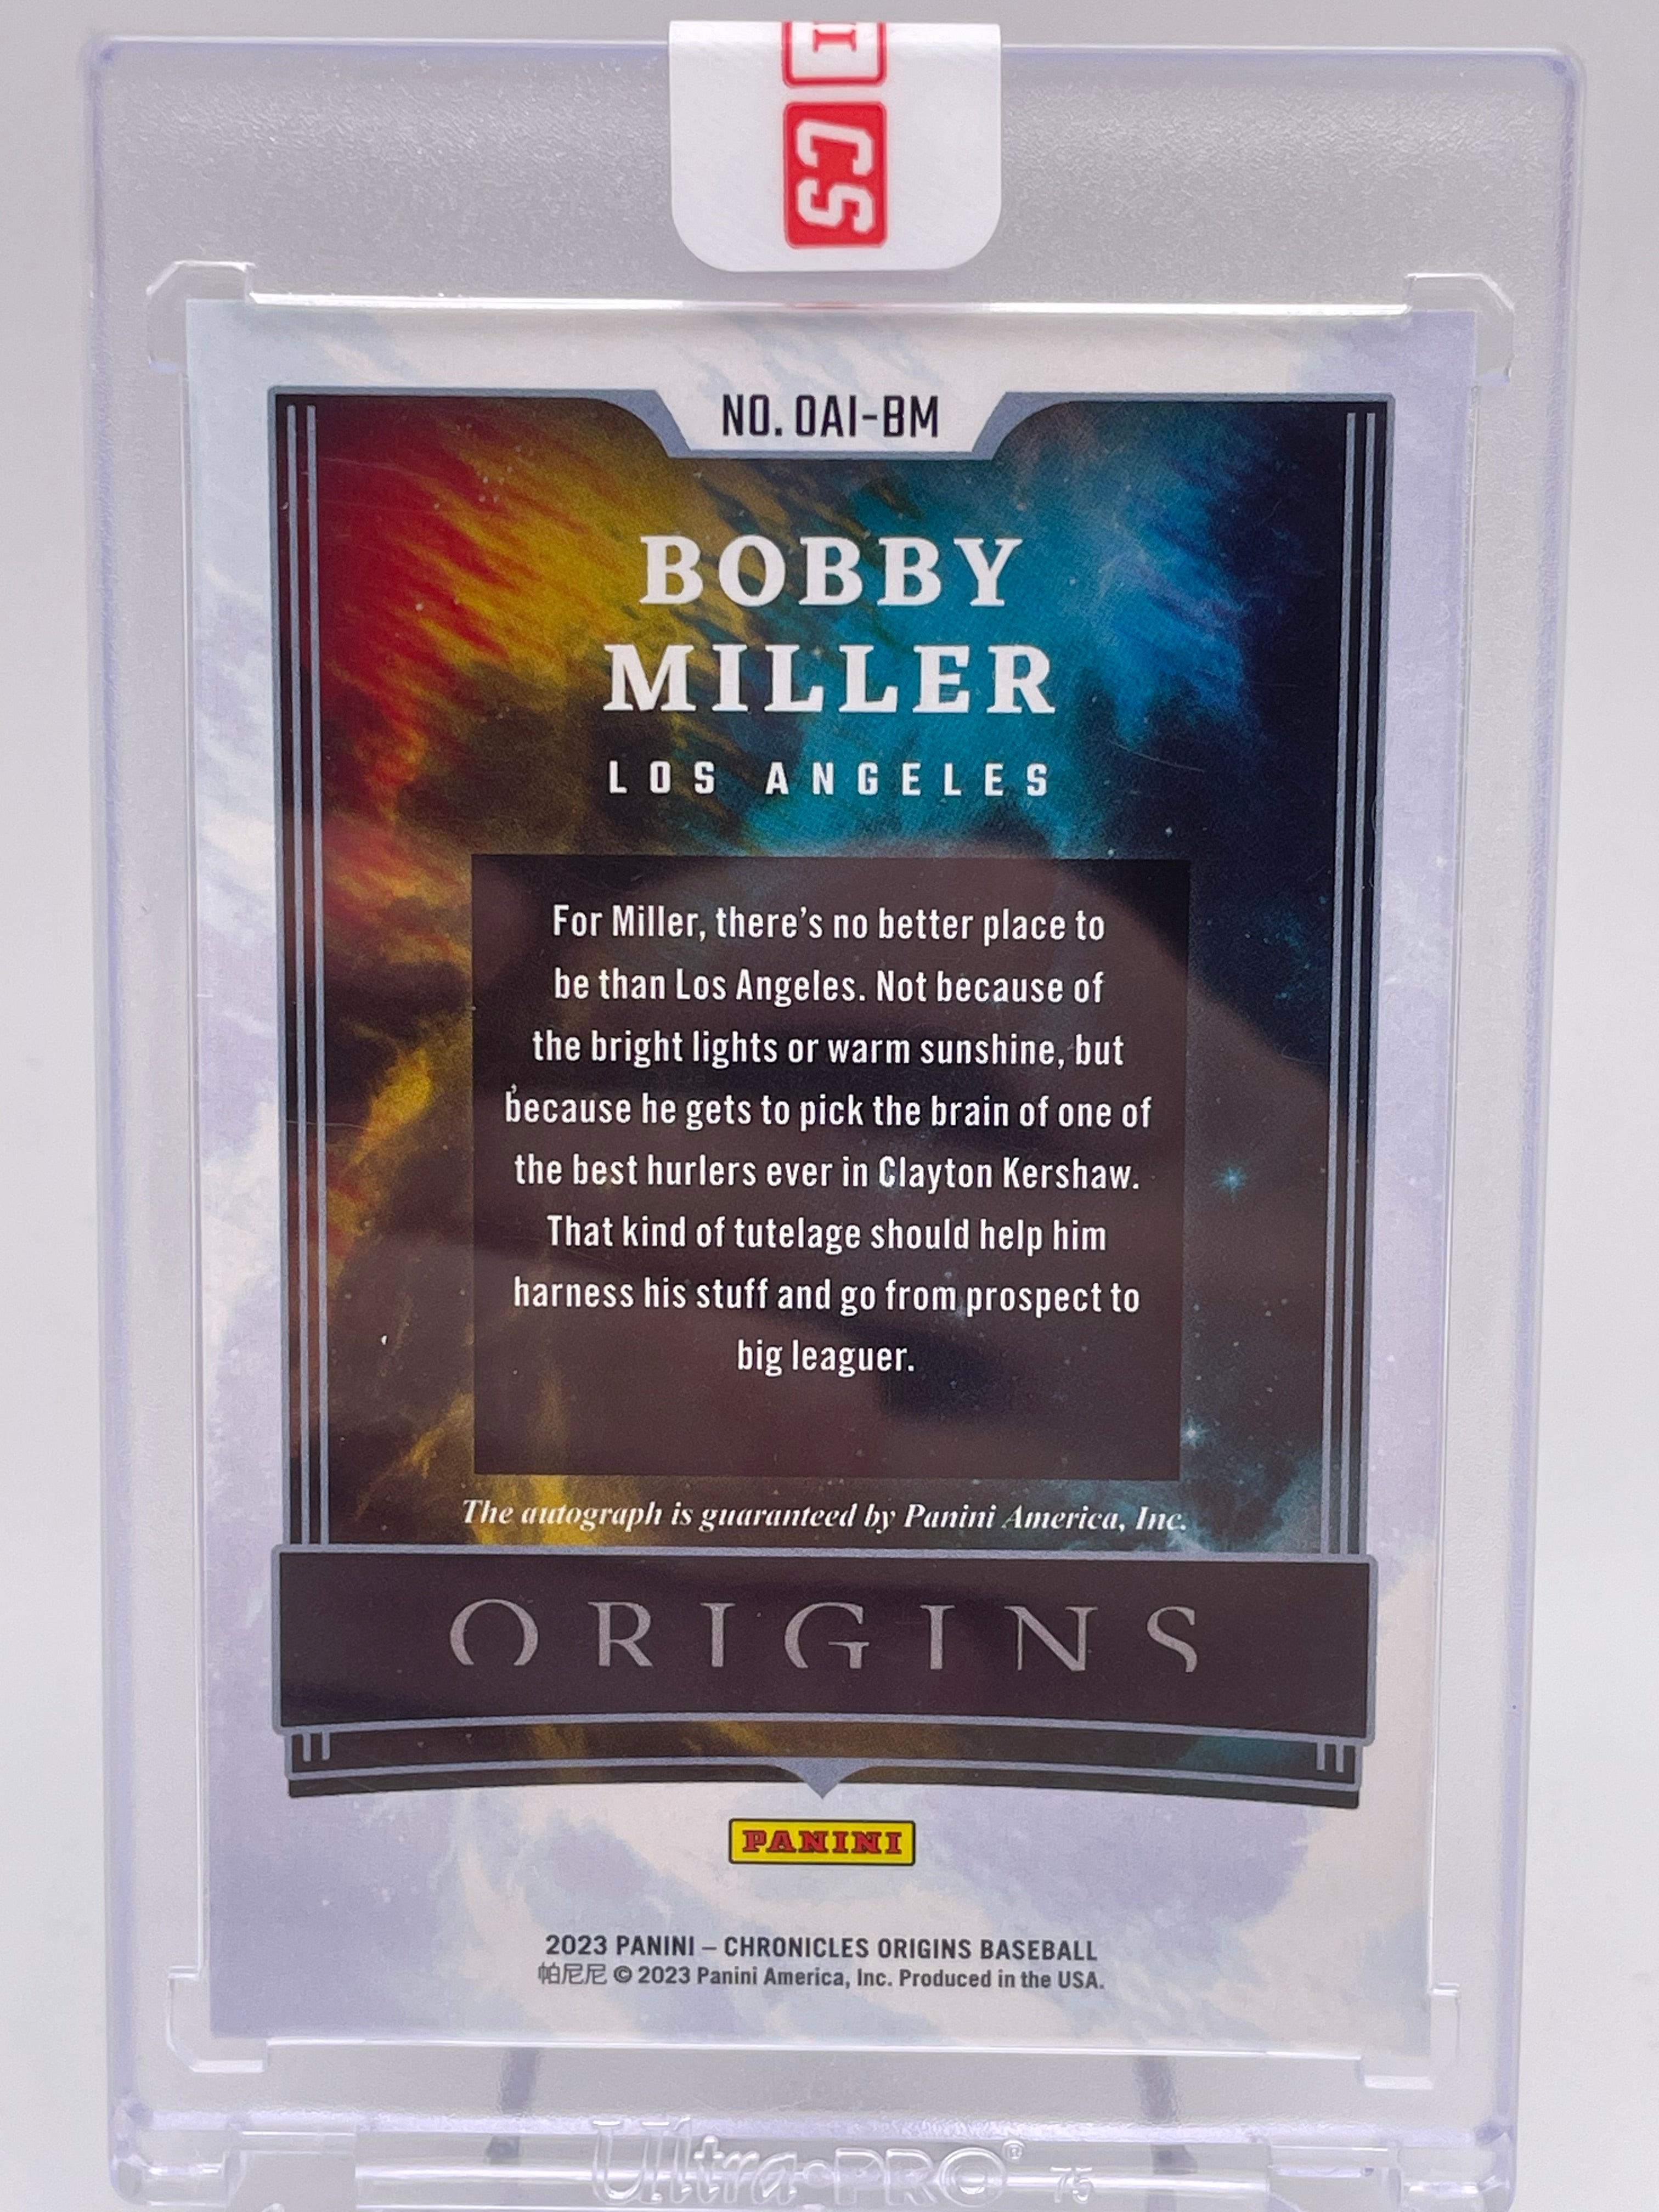 CS
NO. OAI-BM
BOBBY
MILLER
LOS ANGELES
For Miller, there's no better place to
be than Los Angeles. Not because of
the bright lights or warm sunshine, but
because he gets to pick the brain of one of
the best hurlers ever in Clayton Kershaw.
That kind of tutelage should help him
harness his stuff and go from prospect to
big leaguer.
The autograph is guaranteed by Panini America, Inc.
ORIGINS
PANINI
2023 PANINI – CHRONICLES ORIGINS BASEBALL
帕尼尼 © 2023 Panini America, Inc. Produced in the USA.
Ultra·PRO® 75